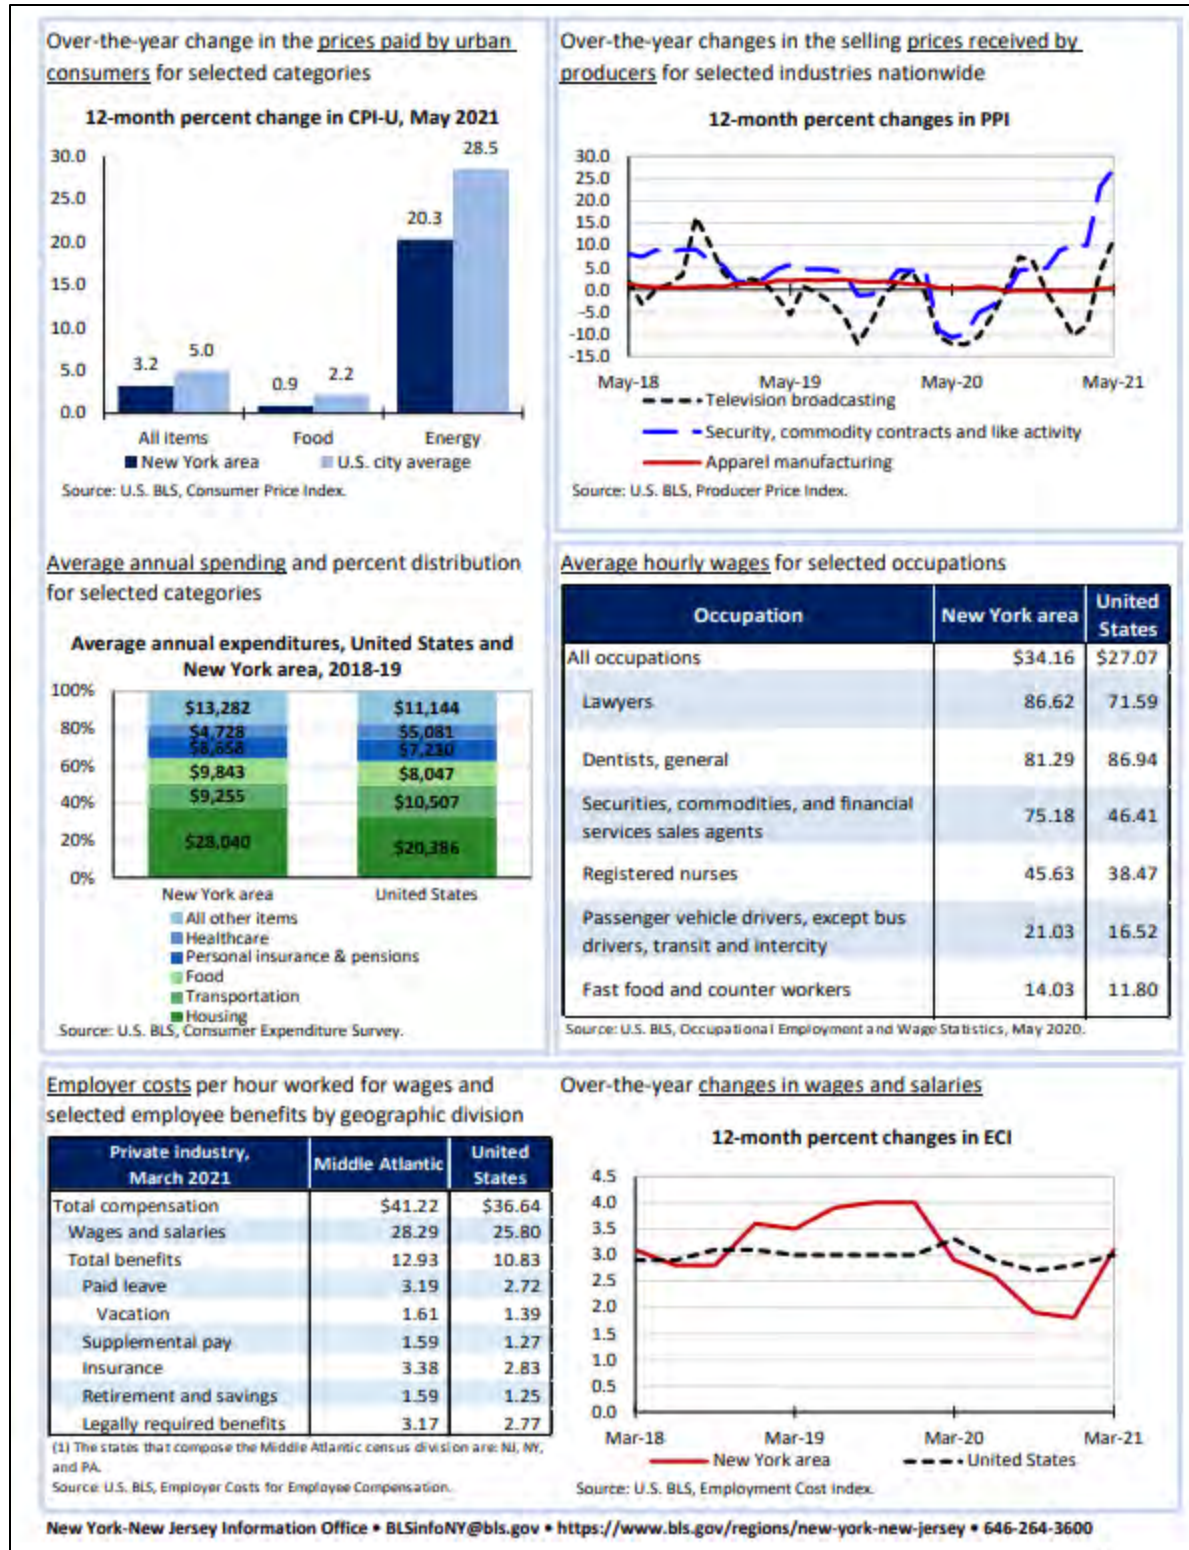 Over-the-year change in the prices paid by urban
consumers for selected categories
12-month percent change in CPI-U, May 2021
30.0
25.0
20.0
15.0
10.0
5.0
0.0
3.2
5.0
0.9
2.2
20.3
28.5
All items
Food
Energy
New York area
U.S. city average
Source: U.S. BLS, Consumer Price Index.
Over-the-year changes in the selling prices received by
producers for selected industries nationwide
12-month percent changes in PPI
30.0
25.0
20.0
15.0
10.0
5.0
0.0
-5.0
-10.0
-15.0
May-18
May-19
May-20
May-21
Television broadcasting
Security, commodity contracts and like activity
Apparel manufacturing
Source: U.S. BLS, Producer Price Index.
Average annual spending and percent distribution
for selected categories
Average annual expenditures, United States and
New York area, 2018-19
100%
80%
60%
40%
20%
0%
$13,282
$4,728
$9,843
$9,255
$28,040
$11,144
$5,081
$7,230
$8,047
$10,507
$20,386
New York area
United States
All other items
Healthcare
Personal insurance & pensions
Food
Transportation
Housing
Source: U.S. BLS, Consumer Expenditure Survey.
Average hourly wages for selected occupations
Occupation New York area United
States
All occupations $34.16 $27.07
Lawyers 86.62 71.59
Dentists, general 81.29 86.94
Securities, commodities, and financial
services sales agents 75.18 46.41
Registered nurses 45.63 38.47
Passenger vehicle drivers, except bus
drivers, transit and intercity 21.03 16.52
Fast food and counter workers 14.03 11.80
Source: U.S. BLS, Occupational Employment and Wage Statistics, May 2020.
Employer costs per hour worked for wages and
selected employee benefits by geographic division
Private industry,
March 2021 Middle Atlantic United
States
Total compensation $41.22 $36.64
Wages and salaries 28.29 25.80
Total benefits 12.93 10.83
Paid leave 3.19 2.72
Vacation 1.61 1.39
Supplemental pay 1.59 1.27
Insurance 3.38 2.83
Retirement and savings 1.59 1.25
Legally required benefits 3.17 2.77
(1) The states that compose the Middle Atlantic census division are: NJ, NY,
and PA.
Source: U.S. BLS, Employer Costs for Employee Compensation.
Over-the-year changes in wages and salaries
12-month percent changes in ECI
4.5
4.0
3.5
3.0
2.5
2.0
1.5
1.0
0.5
0.0
Mar-18
Mar-19
Mar-20
Mar-21
New York area
United States
Source: U.S. BLS, Employment Cost Index.
New York-New Jersey Information Office • BLSinfoNY@bls.gov • https://www.bls.gov/regions/new-york-new-jersey • 646-264-3600